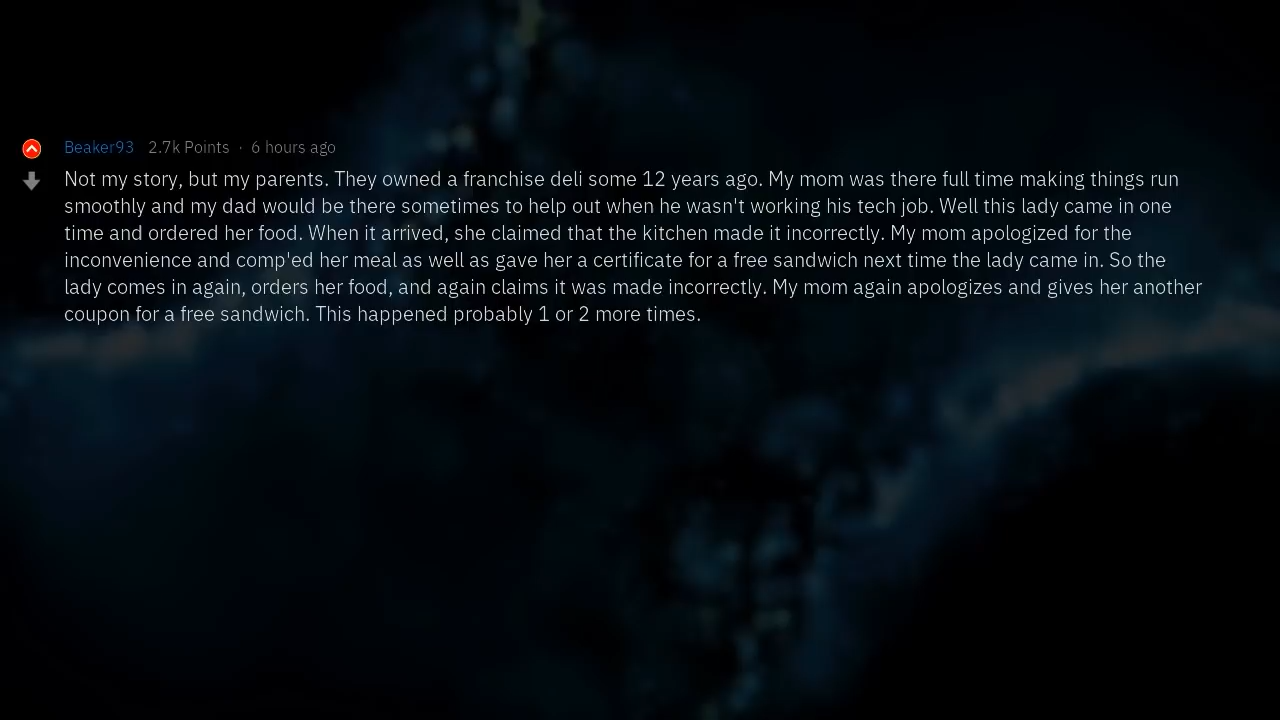 Beaker93 2.7k Points · 6 hours ago
Not my story, but my parents. They owned a franchise deli some 12 years ago. My mom was there full time making things run
smoothly and my dad would be there sometimes to help out when he wasn't working his tech job. Well this lady came in one
time and ordered her food. When it arrived, she claimed that the kitchen made it incorrectly. My mom apologized for the
inconvenience and comp'ed her meal as well as gave her a certificate for a free sandwich next time the lady came in. So the
lady comes in again, orders her food, and again claims it was made incorrectly. My mom again apologizes and gives her another
coupon for a free sandwich. This happened probably 1 or 2 more times.